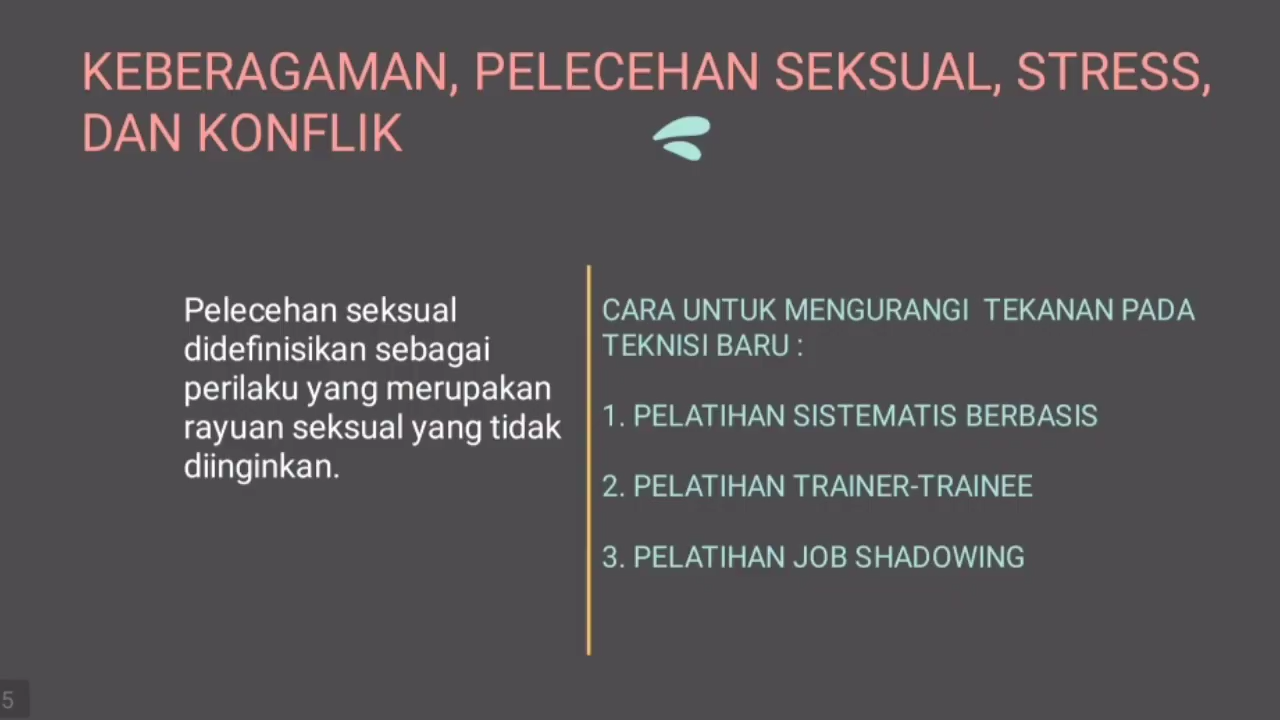 KEBERAGAMAN, PELECEHAN SEKSUAL, STRESS,
DAN KONFLIK
Pelecehan seksual
didefinisikan sebagai
perilaku yang merupakan
rayuan seksual yang tidak
diinginkan.
CARA UNTUK MENGURANGI  TEKANAN PADA
TEKNISI BARU :
1. PELATIHAN SISTEMATIS BERBASIS
2. PELATIHAN TRAINER-TRAINEE
3. PELATIHAN JOB SHADOWING
5